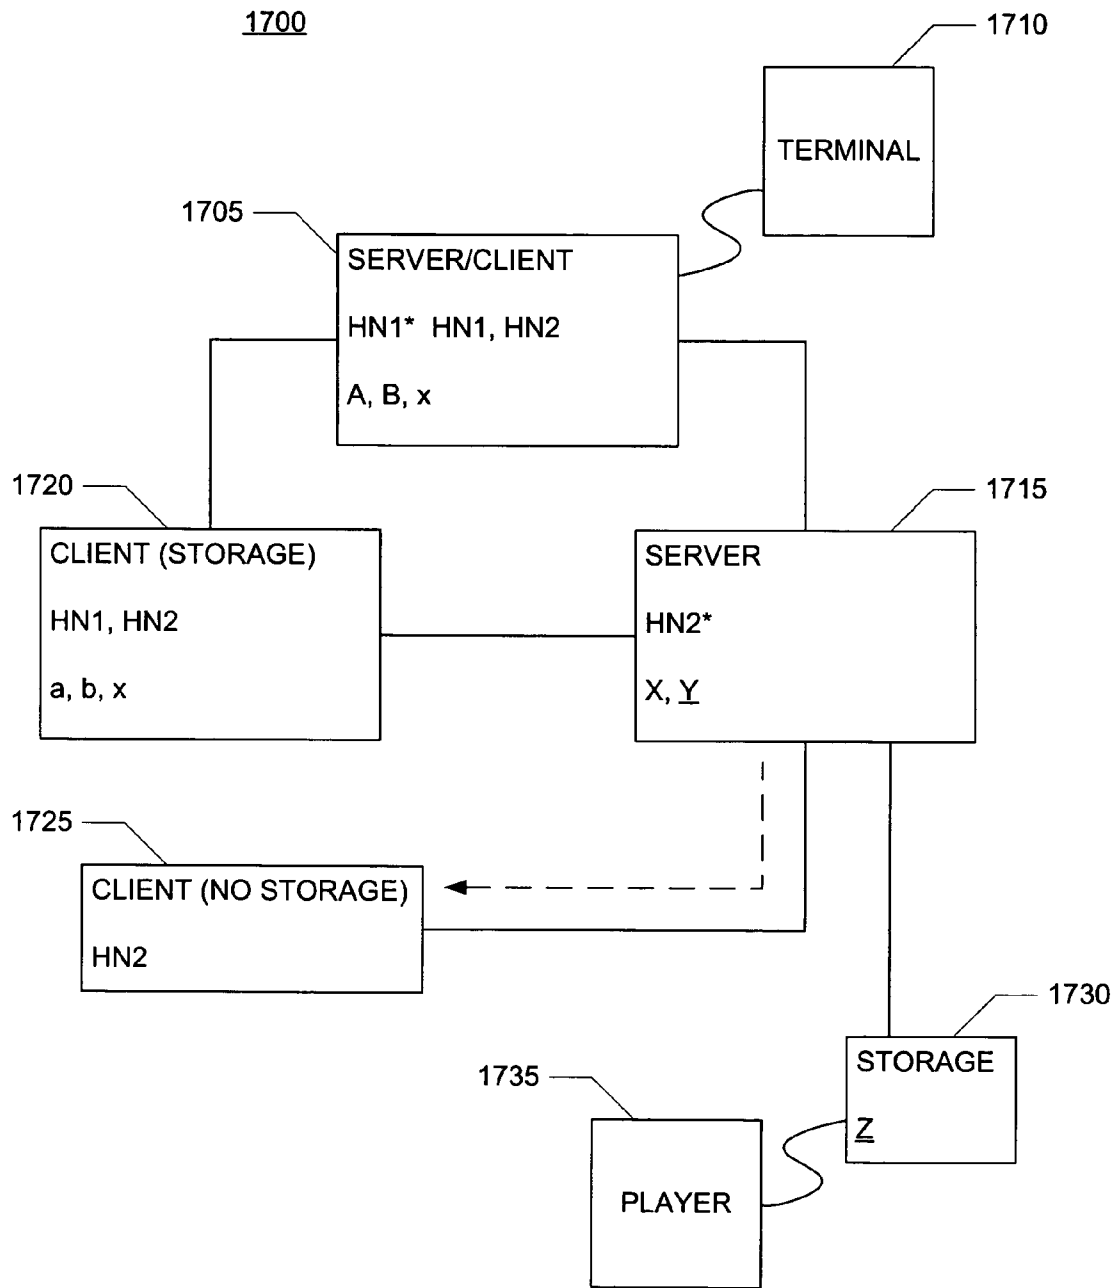 1700
1710
TERMINAL
1705
SERVER/CLIENT
HN1* HN1, HN2
A, B, x
1720
CLIENT (STORAGE)
HN1, HN2
a, b, x
1715
SERVER
HN2*
X, Y
1725
CLIENT (NO STORAGE)
HN2
1730
STORAGE
Z
1735
PLAYER